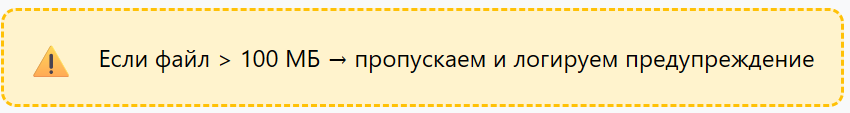 ⚠️ Если файл > 100 МБ → пропускаем и логируем предупреждение